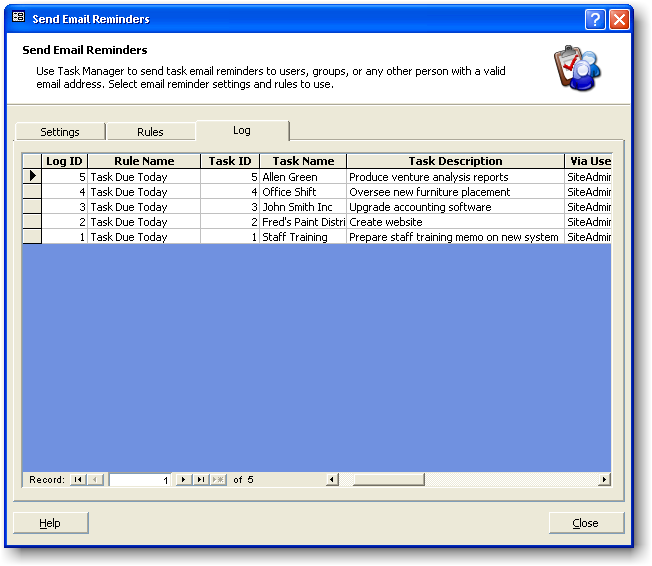 Send Email Reminders
Send Email Reminders
Use Task Manager to send task email reminders to users, groups, or any other person with a valid
email address. Select email reminder settings and rules to use.
Settings Rules Log
Log ID Rule Name Task ID Task Name Task Description Via Use
5 Task Due Today 5 Allen Green Produce venture analysis reports SiteAdmin
4 Task Due Today 4 Office Shift Oversee new furniture placement SiteAdmin
3 Task Due Today 3 John Smith Inc Upgrade accounting software SiteAdmin
2 Task Due Today 2 Fred's Paint Distri Create website SiteAdmin
1 Task Due Today 1 Staff Training Prepare staff training memo on new system SiteAdmin
Record: 1 of 5
Help Close